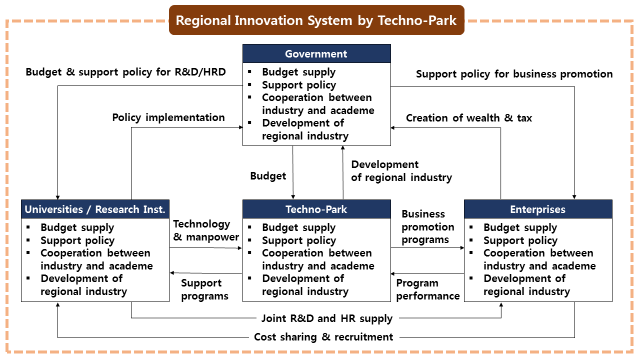 Regional Innovation System by Techno-Park
Government
▪ Budget supply
▪ Support policy
▪ Cooperation between
industry and academe
▪ Development of
regional industry
Budget & support policy for R&D/HRD
Support policy for business promotion
Policy implementation
Creation of wealth & tax
Budget
Development
of regional industry
Universities / Research Inst.
▪ Budget supply
▪ Support policy
▪ Cooperation between
industry and academe
▪ Development of
regional industry
Technology
& manpower
Support
programs
Techno-Park
▪ Budget supply
▪ Support policy
▪ Cooperation between
industry and academe
▪ Development of
regional industry
Business
promotion
programs
Program
performance
Enterprises
▪ Budget supply
▪ Support policy
▪ Cooperation between
industry and academe
▪ Development of
regional industry
Joint R&D and HR supply
Cost sharing & recruitment